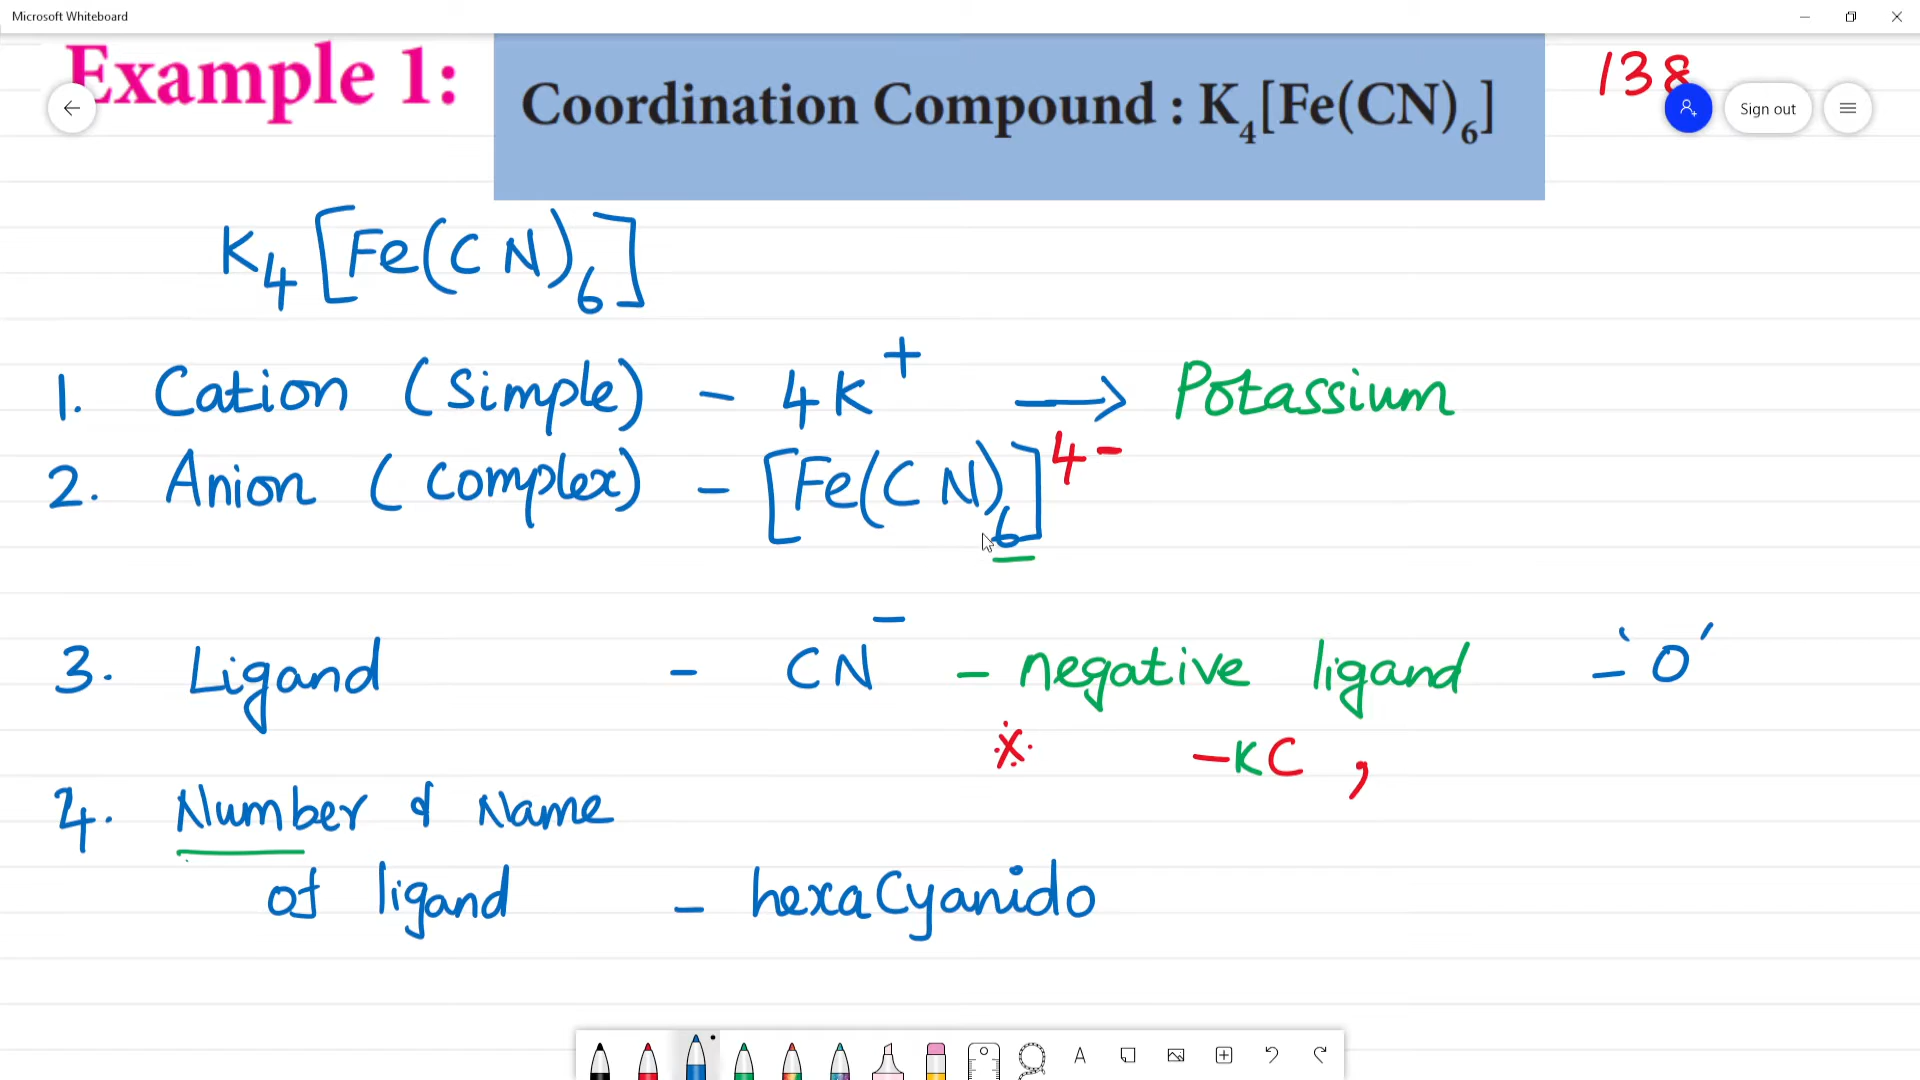 Microsoft Whiteboard
Example 1:
Coordination Compound : K₄[Fe(CN)₆]
138
Sign out
K₄[Fe(CN)₆]
1. Cation (Simple) - 4K⁺ → Potassium
2. Anion (Complex) - [Fe(CN)₆]⁴⁻
3. Ligand - CN⁻ - negative ligand - 'O'
-KC ,
4. Number & Name
of ligand - hexaCyanido
A